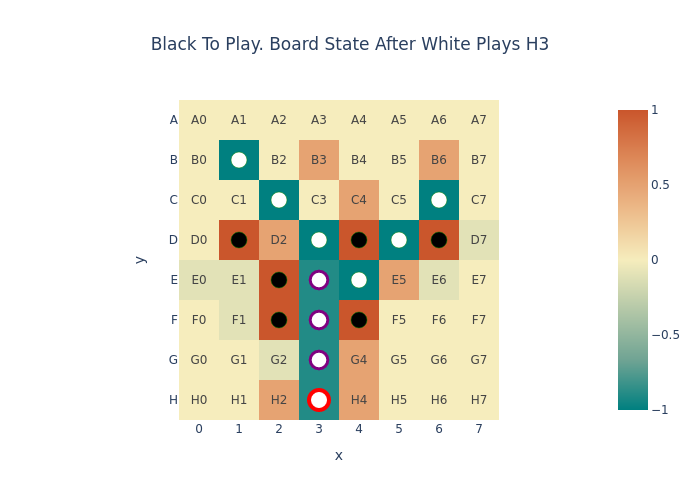 Black To Play. Board State After White Plays H3
A A0 A1 A2 A3 A4 A5 A6 A7
B B0 B2 B3 B4 B5 B6 B7
C C0 C1 C3 C4 C5 C7
D D0 D2 D7
E E0 E1 E5 E6 E7
F F0 F1 F5 F6 F7
G G0 G1 G2 G4 G5 G6 G7
H H0 H1 H2 H4 H5 H6 H7
0 1 2 3 4 5 6 7
x
y
1
0.5
0
−0.5
−1